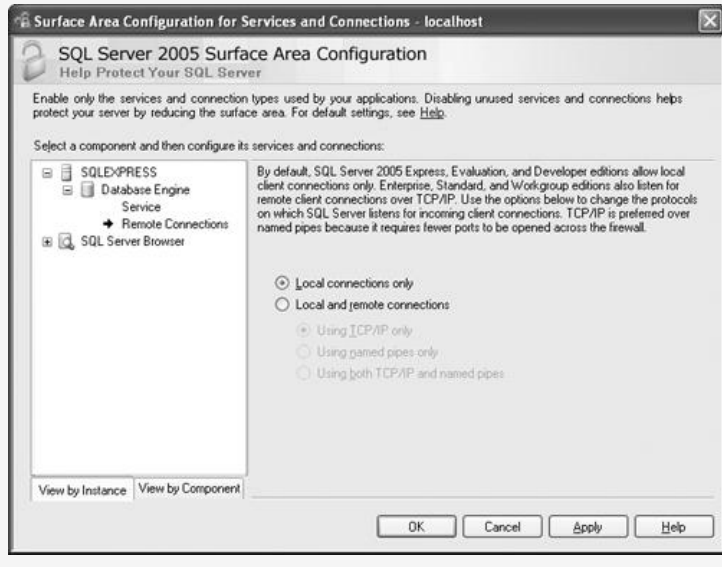 Surface Area Configuration for Services and Connections - localhost
SQL Server 2005 Surface Area Configuration
Help Protect Your SQL Server
Enable only the services and connection types used by your applications. Disabling unused services and connections helps
protect your server by reducing the surface area. For default settings, see Help.
Select a component and then configure its services and connections:
SQLEXPRESS
Database Engine
Service
Remote Connections
SQL Server Browser
By default, SQL Server 2005 Express, Evaluation, and Developer editions allow local
client connections only. Enterprise, Standard, and Workgroup editions also listen for
remote client connections over TCP/IP. Use the options below to change the protocols
on which SQL Server listens for incoming client connections. TCP/IP is preferred over
named pipes because it requires fewer ports to be opened across the firewall.
Local connections only
Local and remote connections
Using TCP/IP only
Using named pipes only
Using both TCP/IP and named pipes
View by Instance View by Component
OK Cancel Apply Help